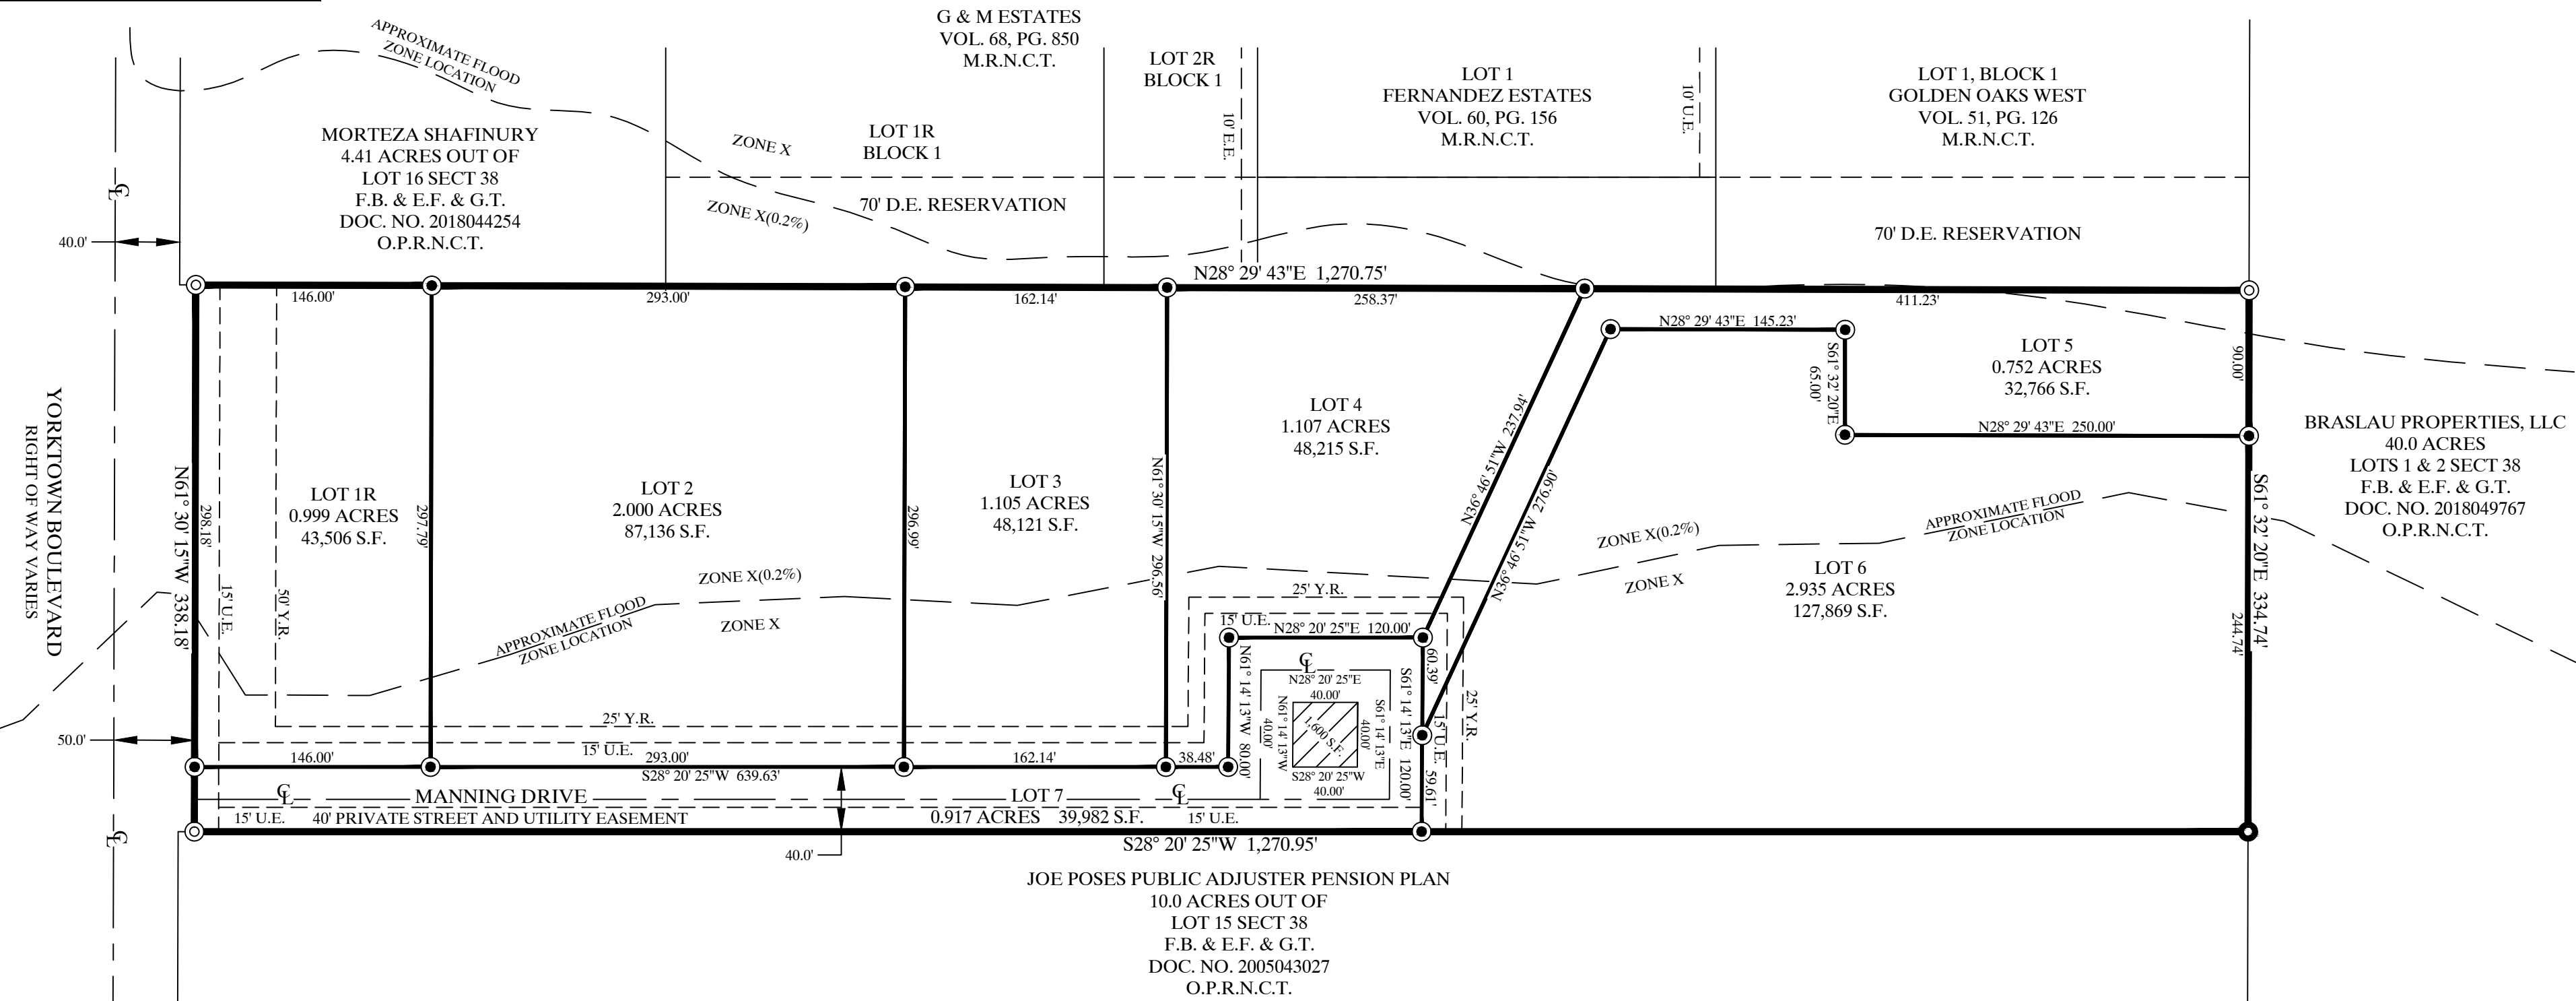 G & M ESTATES
VOL. 68, PG. 850
M.R.N.C.T.
APPROXIMATE FLOOD
ZONE LOCATION
MORTEZA SHAFINURY
4.41 ACRES OUT OF
LOT 16 SECT 38
F.B. & E.F. & G.T.
DOC. NO. 2018044254
O.P.R.N.C.T.
ZONE X
ZONE X(0.2%)
LOT 1R
BLOCK 1
70' D.E. RESERVATION
LOT 2R
BLOCK 1
10' E.E.
LOT 1
FERNANDEZ ESTATES
VOL. 60, PG. 156
M.R.N.C.T.
10' U.E.
LOT 1, BLOCK 1
GOLDEN OAKS WEST
VOL. 51, PG. 126
M.R.N.C.T.
70' D.E. RESERVATION
℄
40.0'
N28° 29' 43"E 1,270.75'
146.00'
293.00'
162.14'
258.37'
411.23'
YORKTOWN BOULEVARD
RIGHT OF WAY VARIES
N61° 30' 15"W 338.18'
298.18'
15' U.E.
50' Y.R.
LOT 1R
0.999 ACRES
43,506 S.F.
297.79'
LOT 2
2.000 ACRES
87,136 S.F.
296.99'
LOT 3
1.105 ACRES
48,121 S.F.
N61° 30' 15"W 296.56'
LOT 4
1.107 ACRES
48,215 S.F.
N36° 46' 51"W 237.94'
N36° 46' 51"W 276.90'
N28° 29' 43"E 145.23'
S61° 32' 20"E
65.00'
LOT 5
0.752 ACRES
32,766 S.F.
N28° 29' 43"E 250.00'
90.00'
BRASLAU PROPERTIES, LLC
40.0 ACRES
LOTS 1 & 2 SECT 38
F.B. & E.F. & G.T.
DOC. NO. 2018049767
O.P.R.N.C.T.
S61° 32' 20"E 334.74'
244.74'
APPROXIMATE FLOOD
ZONE LOCATION
ZONE X(0.2%)
ZONE X
LOT 6
2.935 ACRES
127,869 S.F.
ZONE X(0.2%)
ZONE X
APPROXIMATE FLOOD
ZONE LOCATION
25' Y.R.
15' U.E.
N28° 20' 25"E 120.00'
N61° 14' 13"W 80.00'
℄
N28° 20' 25"E
40.00'
N61° 14' 13"W
40.00'
1,600 S.F.
40.00'
S61° 14' 13"E
S28° 20' 25"W
40.00'
S61° 14' 13"E 120.00'
60.39'
59.61'
15' U.E.
25' Y.R.
25' Y.R.
15' U.E.
50.0'
146.00'
293.00'
162.14'
38.48'
S28° 20' 25"W 639.63'
℄
MANNING DRIVE
LOT 7
℄
15' U.E.
40' PRIVATE STREET AND UTILITY EASEMENT
0.917 ACRES 39,982 S.F.
15' U.E.
℄
40.0'
S28° 20' 25"W 1,270.95'
JOE POSES PUBLIC ADJUSTER PENSION PLAN
10.0 ACRES OUT OF
LOT 15 SECT 38
F.B. & E.F. & G.T.
DOC. NO. 2005043027
O.P.R.N.C.T.